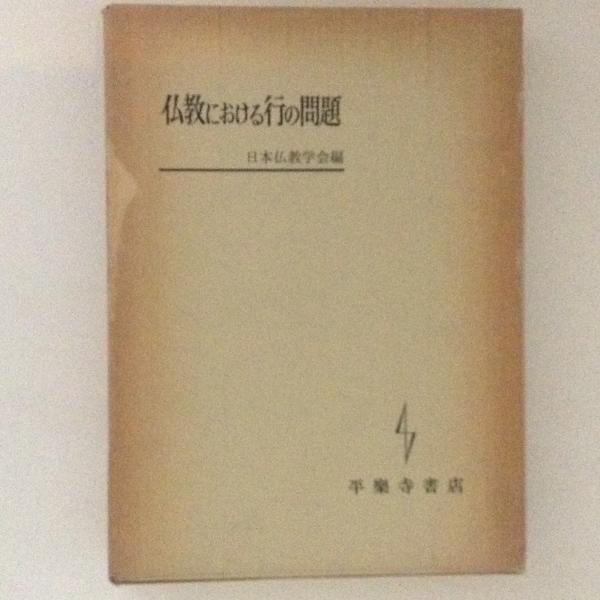 仏教における行の問題
日本仏教学会編
平樂寺書店